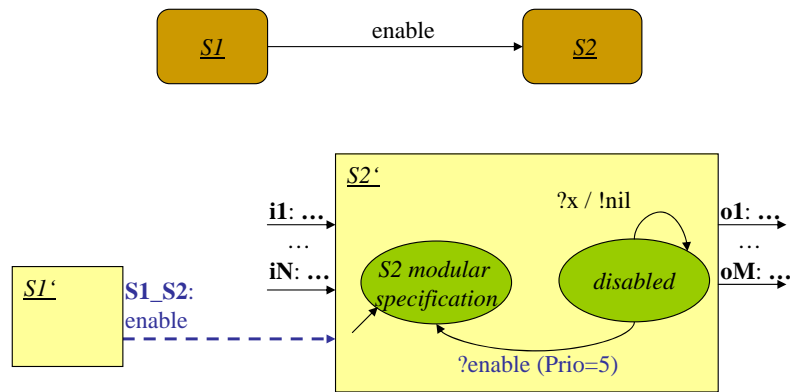 enable
S1
S2
S2‘
?x / !nil
i1: …
o1: …
…
…
iN: …
oM: …
S2 modular
specification
disabled
S1‘
S1_S2:
enable
?enable (Prio=5)